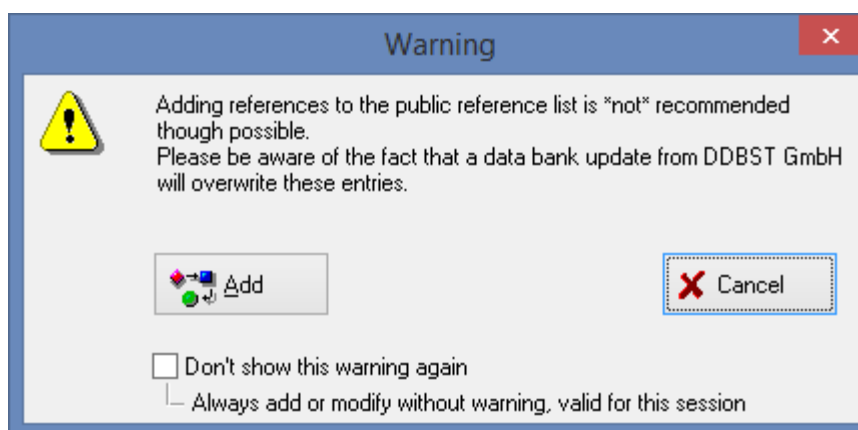 Warning
Adding references to the public reference list is *not* recommended
though possible.
Please be aware of the fact that a data bank update from DDBST GmbH
will overwrite these entries.
Add
Cancel
Don't show this warning again
Always add or modify without warning, valid for this session